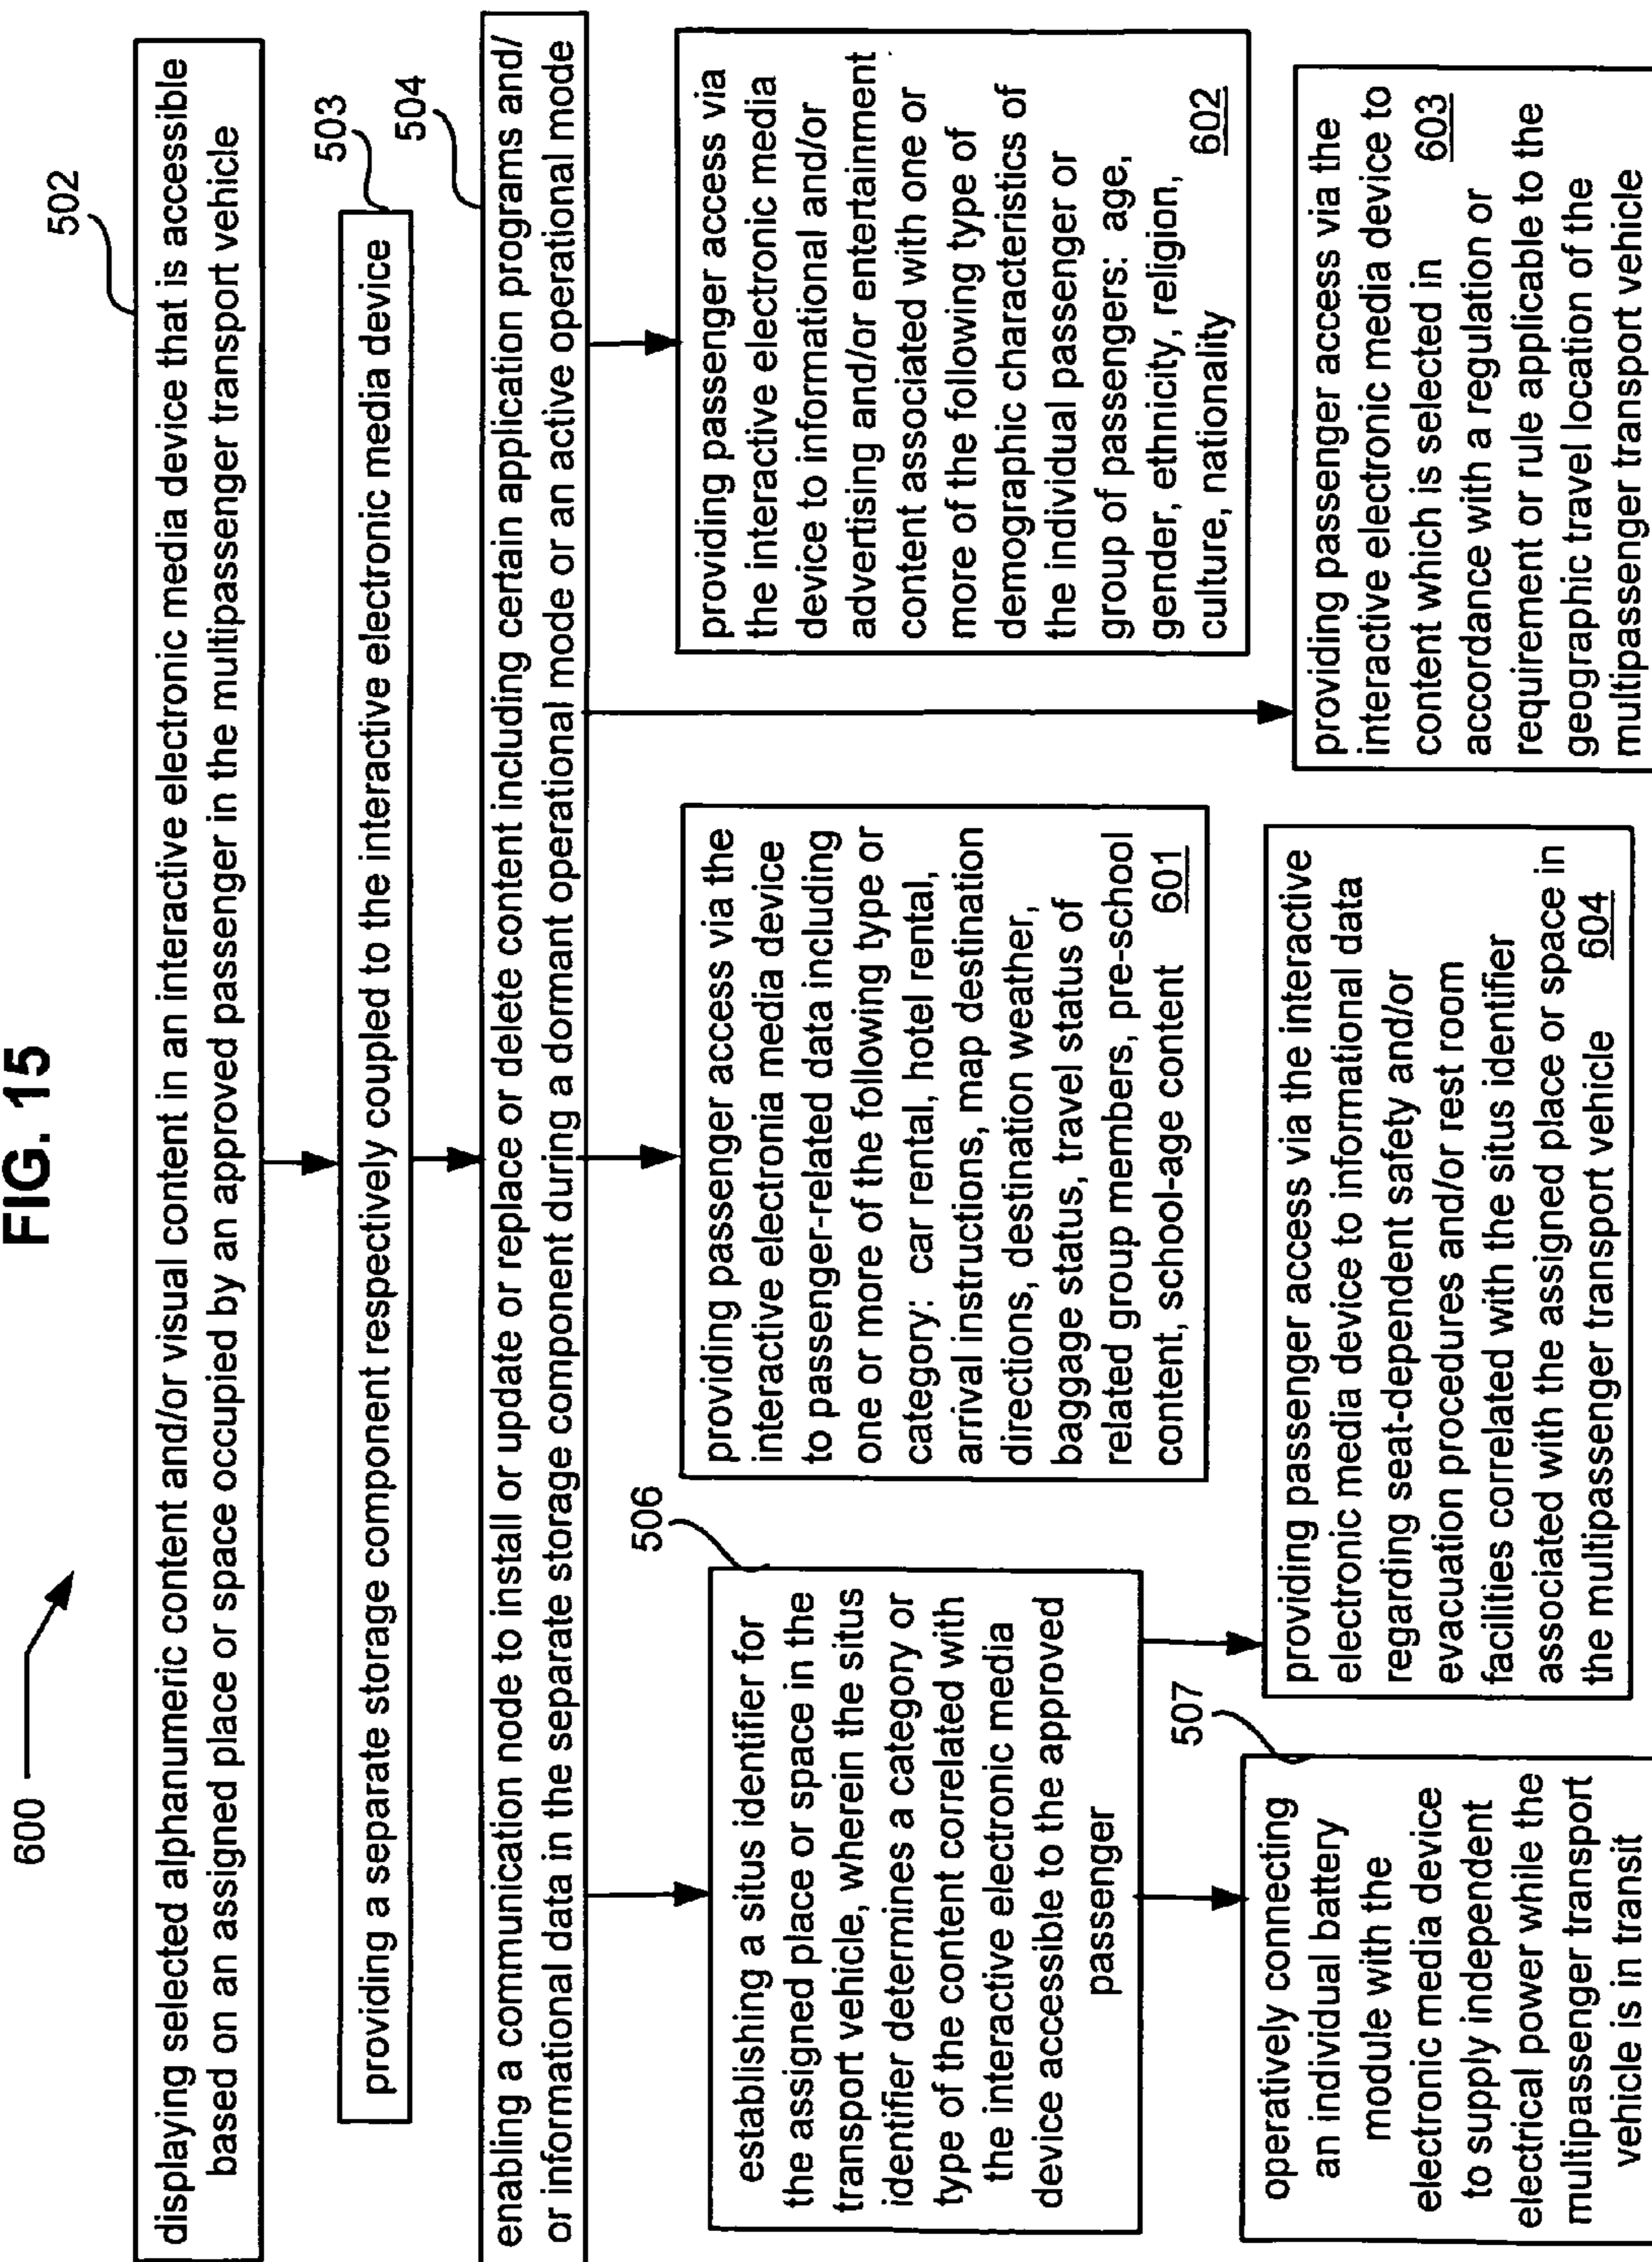 FIG. 15
600
502
displaying selected alphanumeric content and/or visual content in an interactive electronic media device that is accessible
based on an assigned place or space occupied by an approved passenger in the multipassenger transport vehicle
503
providing a separate storage component respectively coupled to the interactive electronic media device
504
enabling a communication node to install or update or replace or delete content including certain application programs and/
or informational data in the separate storage component during a dormant operational mode or an active operational mode
506
establishing a situs identifier for
the assigned place or space in the
transport vehicle, wherein the situs
identifier determines a category or
type of the content correlated with
the interactive electronic media
device accessible to the approved
passenger
providing passenger access via the
interactive electronia media device
to passenger-related data including
one or more of the following type or
category: car rental, hotel rental,
arrival instructions, map destination
directions, destination weather,
baggage status, travel status of
related group members, pre-school
content, school-age content 601
providing passenger access via
the interactive electronic media
device to informational and/or
advertising and/or entertainment
content associated with one or
more of the following type of
demographic characteristics of
the individual passenger or
group of passengers: age,
gender, ethnicity, religion,
culture, nationality 602
507
operatively connecting
an individual battery
module with the
electronic media device
to supply independent
electrical power while the
multipassenger transport
vehicle is in transit
providing passenger access via the interactive
electronic media device to informational data
regarding seat-dependent safety and/or
evacuation procedures and/or rest room
facilities correlated with the situs identifier
associated with the assigned place or space in
the multipassenger transport vehicle 604
providing passenger access via the
interactive electronic media device to
content which is selected in 603
accordance with a regulation or
requirement or rule applicable to the
geographic travel location of the
multipassenger transport vehicle